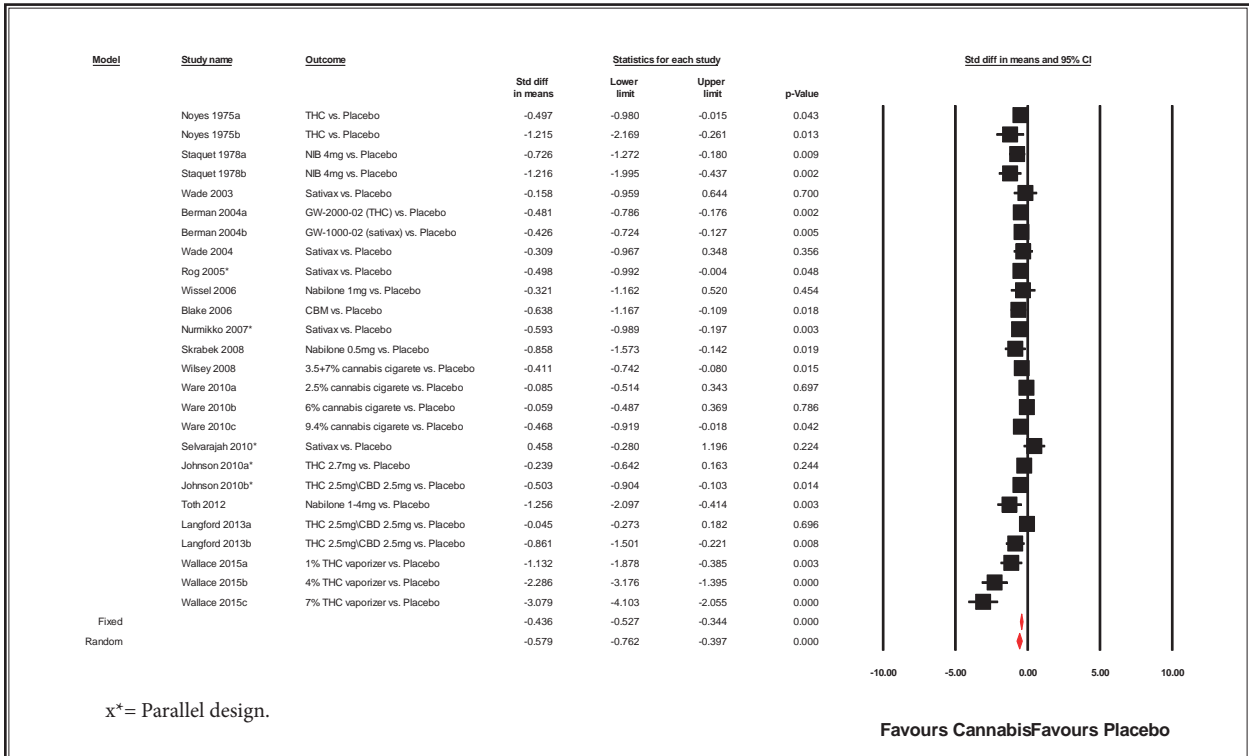 Model Study name Outcome Statistics for each study Std diff in means and 95% CI
Std diff in means Lower limit Upper limit p-Value
Noyes 1975a THC vs. Placebo -0.497 -0.980 -0.015 0.043
Noyes 1975b THC vs. Placebo -1.215 -2.169 -0.261 0.013
Staquet 1978a NIB 4mg vs. Placebo -0.726 -1.272 -0.180 0.009
Staquet 1978b NIB 4mg vs. Placebo -1.216 -1.995 -0.437 0.002
Wade 2003 Sativax vs. Placebo -0.158 -0.959 0.644 0.700
Berman 2004a GW-2000-02 (THC) vs. Placebo -0.481 -0.786 -0.176 0.002
Berman 2004b GW-1000-02 (sativax) vs. Placebo -0.426 -0.724 -0.127 0.005
Wade 2004 Sativax vs. Placebo -0.309 -0.967 0.348 0.356
Rog 2005* Sativax vs. Placebo -0.498 -0.992 -0.004 0.048
Wissel 2006 Nabilone 1mg vs. Placebo -0.321 -1.162 0.520 0.454
Blake 2006 CBM vs. Placebo -0.638 -1.167 -0.109 0.018
Nurmikko 2007* Sativax vs. Placebo -0.593 -0.989 -0.197 0.003
Skrabek 2008 Nabilone 0.5mg vs. Placebo -0.858 -1.573 -0.142 0.019
Wilsey 2008 3.5+7% cannabis cigarete vs. Placebo -0.411 -0.742 -0.080 0.015
Ware 2010a 2.5% cannabis cigarete vs. Placebo -0.085 -0.514 0.343 0.697
Ware 2010b 6% cannabis cigarete vs. Placebo -0.059 -0.487 0.369 0.786
Ware 2010c 9.4% cannabis cigarete vs. Placebo -0.468 -0.919 -0.018 0.042
Selvarajah 2010* Sativax vs. Placebo 0.458 -0.280 1.196 0.224
Johnson 2010a* THC 2.7mg vs. Placebo -0.239 -0.642 0.163 0.244
Johnson 2010b* THC 2.5mg\CBD 2.5mg vs. Placebo -0.503 -0.904 -0.103 0.014
Toth 2012 Nabilone 1-4mg vs. Placebo -1.256 -2.097 -0.414 0.003
Langford 2013a THC 2.5mg\CBD 2.5mg vs. Placebo -0.045 -0.273 0.182 0.696
Langford 2013b THC 2.5mg\CBD 2.5mg vs. Placebo -0.861 -1.501 -0.221 0.008
Wallace 2015a 1% THC vaporizer vs. Placebo -1.132 -1.878 -0.385 0.003
Wallace 2015b 4% THC vaporizer vs. Placebo -2.286 -3.176 -1.395 0.000
Wallace 2015c 7% THC vaporizer vs. Placebo -3.079 -4.103 -2.055 0.000
Fixed -0.436 -0.527 -0.344 0.000
Random -0.579 -0.762 -0.397 0.000
-10.00 -5.00 0.00 5.00 10.00
x*= Parallel design.
Favours CannabisFavours Placebo